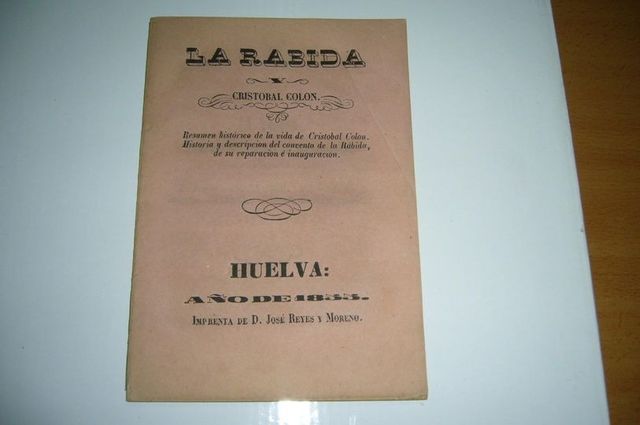 LA RABIDA
Y
CRISTOBAL COLON.
Resumen histórico de la vida de Cristobal Colon.
Historia y descripcion del convento de la Rábida,
de su reparacion é inauguracion.
HUELVA:
AÑO DE 1855.
IMPRENTA DE D. JOSÉ REYES Y MORENO.